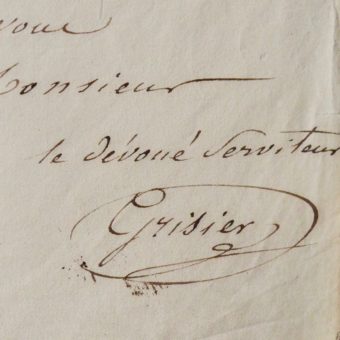 vous
Monsieur
le dévoué Serviteur
Grisier